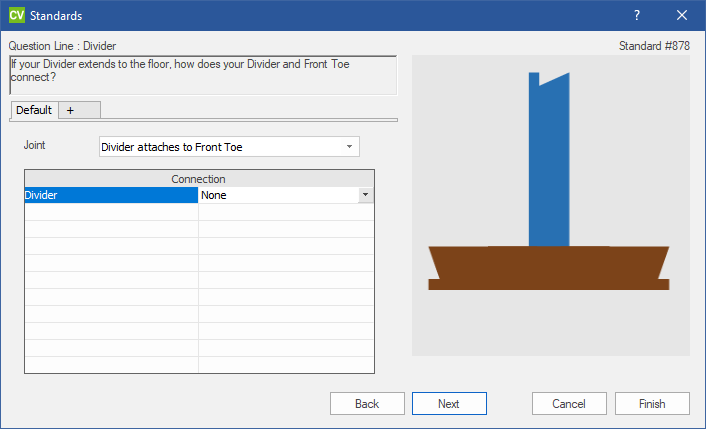 CV Standards ?
Question Line : Divider Standard #878
If your Divider extends to the floor, how does your Divider and Front Toe
connect?
Default +
Joint Divider attaches to Front Toe
Connection
Divider None
Back Next Cancel Finish